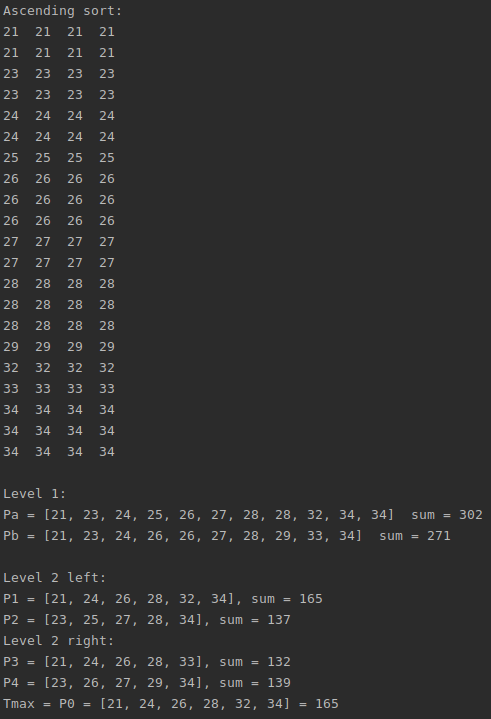 Ascending sort:
21 21 21 21
21 21 21 21
23 23 23 23
23 23 23 23
24 24 24 24
24 24 24 24
25 25 25 25
26 26 26 26
26 26 26 26
26 26 26 26
27 27 27 27
27 27 27 27
28 28 28 28
28 28 28 28
28 28 28 28
29 29 29 29
32 32 32 32
33 33 33 33
34 34 34 34
34 34 34 34
34 34 34 34
Level 1:
Pa = [21, 23, 24, 25, 26, 27, 28, 28, 32, 34, 34]  sum = 302
Pb = [21, 23, 24, 26, 26, 27, 28, 29, 33, 34]  sum = 271
Level 2 left:
P1 = [21, 24, 26, 28, 32, 34], sum = 165
P2 = [23, 25, 27, 28, 34], sum = 137
Level 2 right:
P3 = [21, 24, 26, 28, 33], sum = 132
P4 = [23, 26, 27, 29, 34], sum = 139
Tmax = P0 = [21, 24, 26, 28, 32, 34] = 165